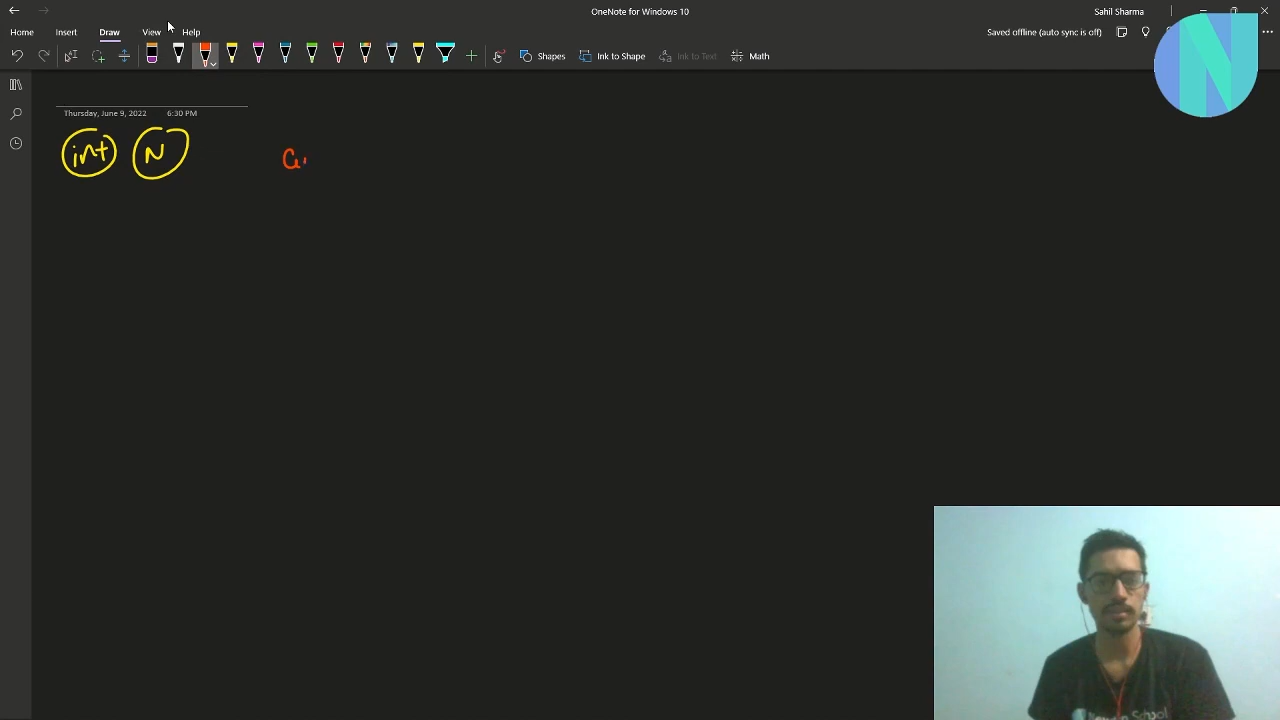 OneNote for Windows 10
Sahil Sharma
Home Insert Draw View Help
Saved offline (auto sync is off)
Shapes Ink to Shape Ink to Text Math
Thursday, June 9, 2022 6:30 PM
int N
School